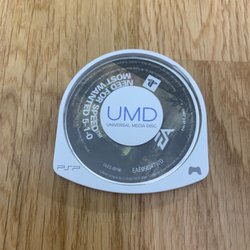 NEED FOR SPEED
MOST WANTED 5-1-0
UMD
UNIVERSAL MEDIA DISC
EA
PSP